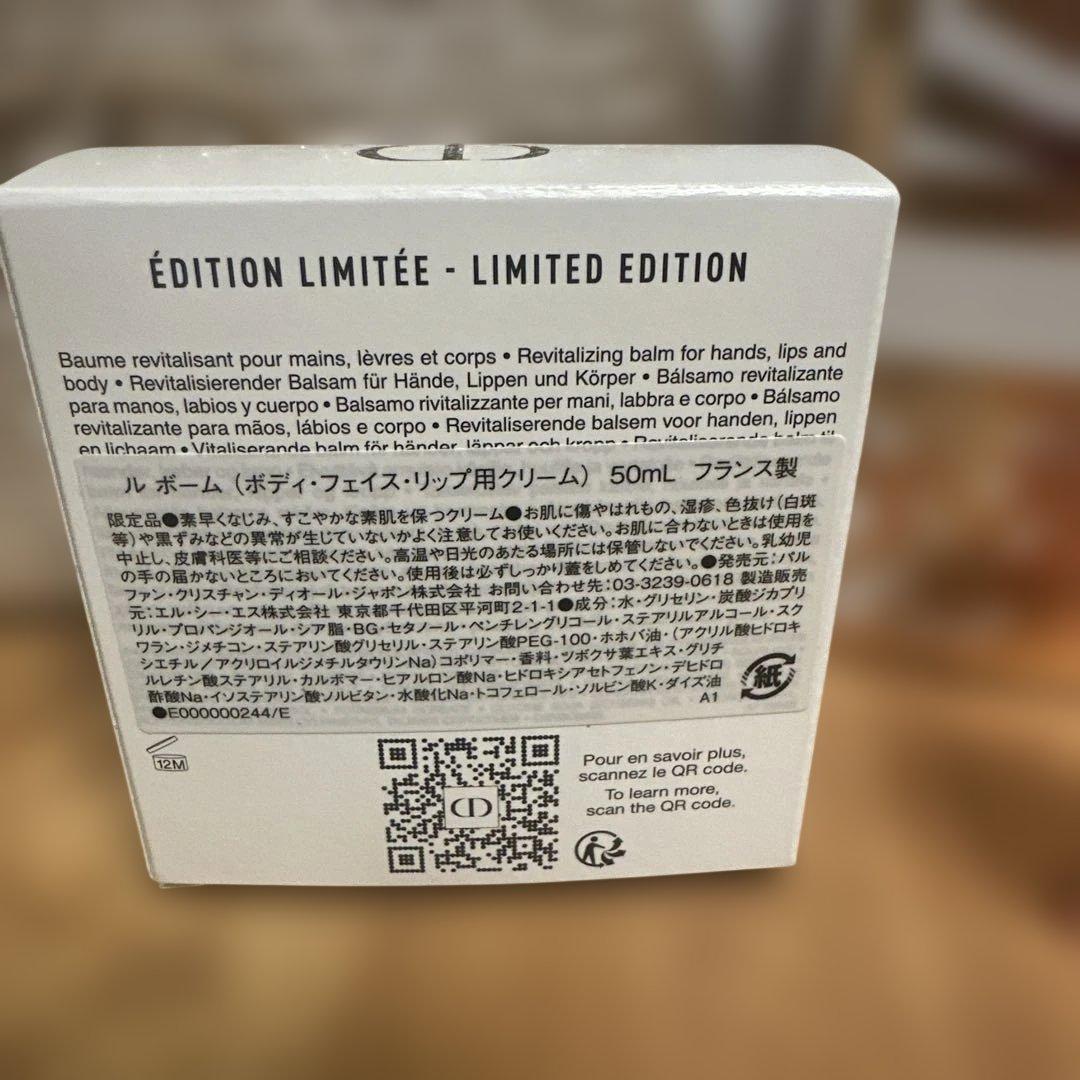 ÉDITION LIMITÉE - LIMITED EDITION
Baume revitalisant pour mains, lèvres et corps • Revitalizing balm for hands, lips and
body • Revitalisierender Balsam für Hände, Lippen und Körper • Bálsamo revitalizante
para manos, labios y cuerpo • Balsamo rivitalizzante per mani, labbra e corpo • Bálsamo
revitalizante para mãos, lábios e corpo • Revitaliserende balsem voor handen, lippen
en lichaam • Vitaliserande balm för händer, läppar och kropp •
ル ボーム（ボディ・フェイス・リップ用クリーム） 50mL フランス製
限定品●素早くなじみ、すこやかな素肌を保つクリーム●お肌に傷やはれもの、湿疹、色抜け（白斑
等）や黒ずみなどの異常が生じていないかよく注意してお使いください。お肌に合わないときは使用を
中止し、皮膚科医等にご相談ください。高温や日光のあたる場所には保管しないでください。乳幼児
の手の届かないところにおいてください。使用後は必ずしっかり蓋をしめてください。●発売元：パル
ファン・クリスチャン・ディオール・ジャポン株式会社 お問い合わせ先：03-3239-0618 製造販売
元：エル・シー・エス株式会社 東京都千代田区平河町2-1-1●成分：水・グリセリン・炭酸ジカプリ
リル・プロパンジオール・シア脂・BG・セタノール・ペンチレングリコール・ステアリルアルコール・スク
ワラン・ジメチコン・ステアリン酸グリセリル・ステアリン酸PEG-100・ホホバ油・（アクリル酸ヒドロキ
シエチル／アクリロイルジメチルタウリンNa）コポリマー・香料・ツボクサ葉エキス・グリチ
ルレチン酸ステアリル・カルボマー・ヒアルロン酸Na・ヒドロキシアセトフェノン・デヒドロ
酢酸Na・イソステアリン酸ソルビタン・水酸化Na・トコフェロール・ソルビン酸K・ダイズ油
●E000000244/E
A1
紙
12M
Pour en savoir plus,
scannez le QR code.
To learn more,
scan the QR code.
CD